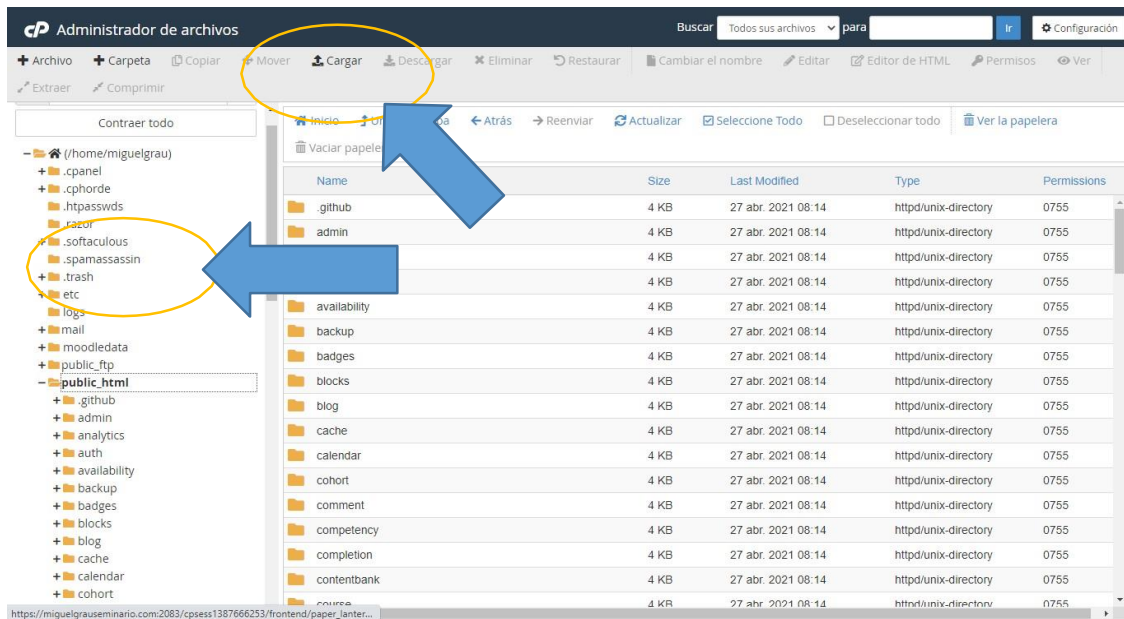 cP Administrador de archivos
Buscar Todos sus archivos para Ir Configuración
Archivo Carpeta Copiar Mover Cargar Descargar Eliminar Restaurar Cambiar el nombre Editar Editor de HTML Permisos Ver
Extraer Comprimir
Contraer todo
Inicio Atrás Reenviar Actualizar Seleccione Todo Deseleccionar todo Ver la papelera
Vaciar
(/home/miguelgrau)
.cpanel
.cphorde
.htpasswds
.razor
.softaculous
.spamassassin
.trash
etc
logs
mail
moodledata
public_ftp
public_html
.github
admin
analytics
auth
availability
backup
badges
blocks
blog
cache
calendar
cohort
Name Size Last Modified Type Permissions
.github 4 KB 27 abr. 2021 08:14 httpd/unix-directory 0755
admin 4 KB 27 abr. 2021 08:14 httpd/unix-directory 0755
4 KB 27 abr. 2021 08:14 httpd/unix-directory 0755
4 KB 27 abr. 2021 08:14 httpd/unix-directory 0755
availability 4 KB 27 abr. 2021 08:14 httpd/unix-directory 0755
backup 4 KB 27 abr. 2021 08:14 httpd/unix-directory 0755
badges 4 KB 27 abr. 2021 08:14 httpd/unix-directory 0755
blocks 4 KB 27 abr. 2021 08:14 httpd/unix-directory 0755
blog 4 KB 27 abr. 2021 08:14 httpd/unix-directory 0755
cache 4 KB 27 abr. 2021 08:14 httpd/unix-directory 0755
calendar 4 KB 27 abr. 2021 08:14 httpd/unix-directory 0755
cohort 4 KB 27 abr. 2021 08:14 httpd/unix-directory 0755
comment 4 KB 27 abr. 2021 08:14 httpd/unix-directory 0755
competency 4 KB 27 abr. 2021 08:14 httpd/unix-directory 0755
completion 4 KB 27 abr. 2021 08:14 httpd/unix-directory 0755
contentbank 4 KB 27 abr. 2021 08:14 httpd/unix-directory 0755
course 4 KB 27 abr. 2021 08:14 httpd/unix-directory 0755
https://miguelgrauseminario.com:2083/cpsess1387666253/frontend/paper_lanter...